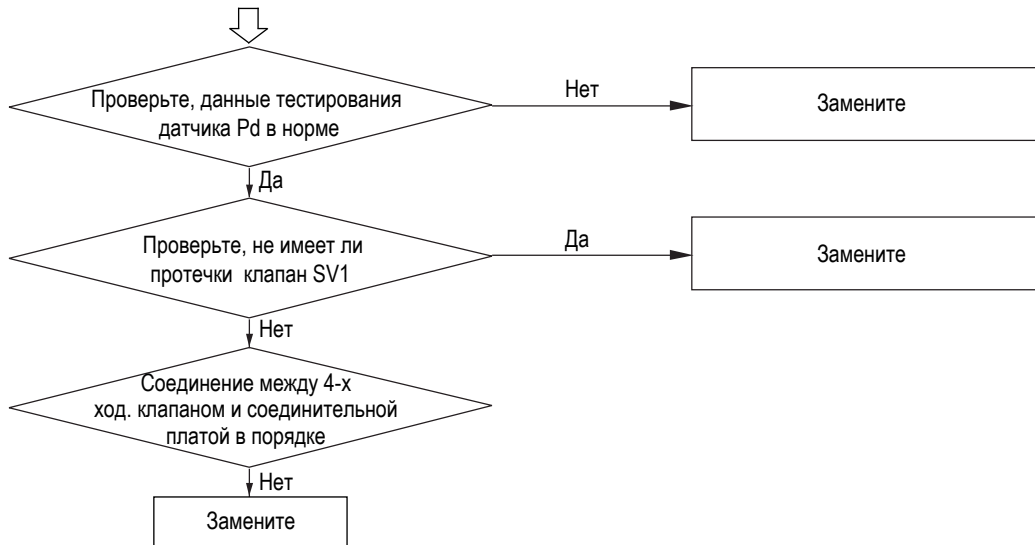 Проверьте, данные тестирования
датчика Pd в норме
Нет
Замените
Да
Проверьте, не имеет ли
протечки клапан SV1
Да
Замените
Нет
Соединение между 4-х
ход. клапаном и соединительной
платой в порядке
Нет
Замените